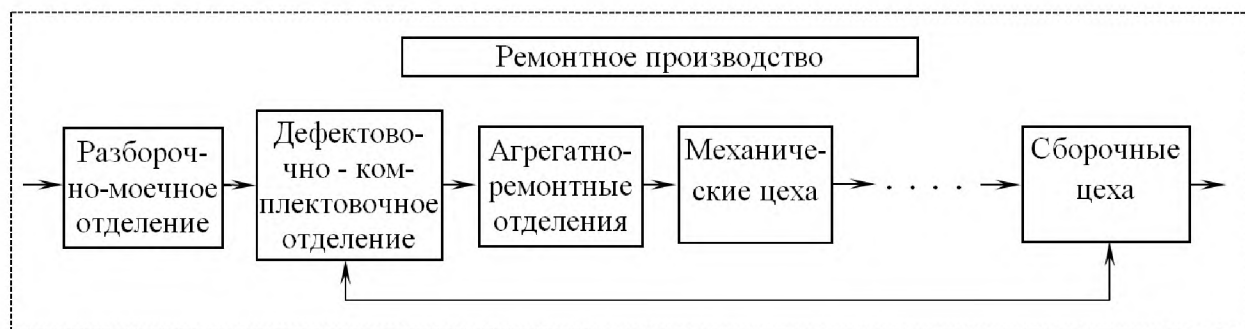 Ремонтное производство
Разбороч-
но-моечное
отделение
Дефектово-
чно - ком-
плектовочное
отделение
Агрегатно-
ремонтные
отделения
Механиче-
ские цеха
. . . .
Сборочные
цеха